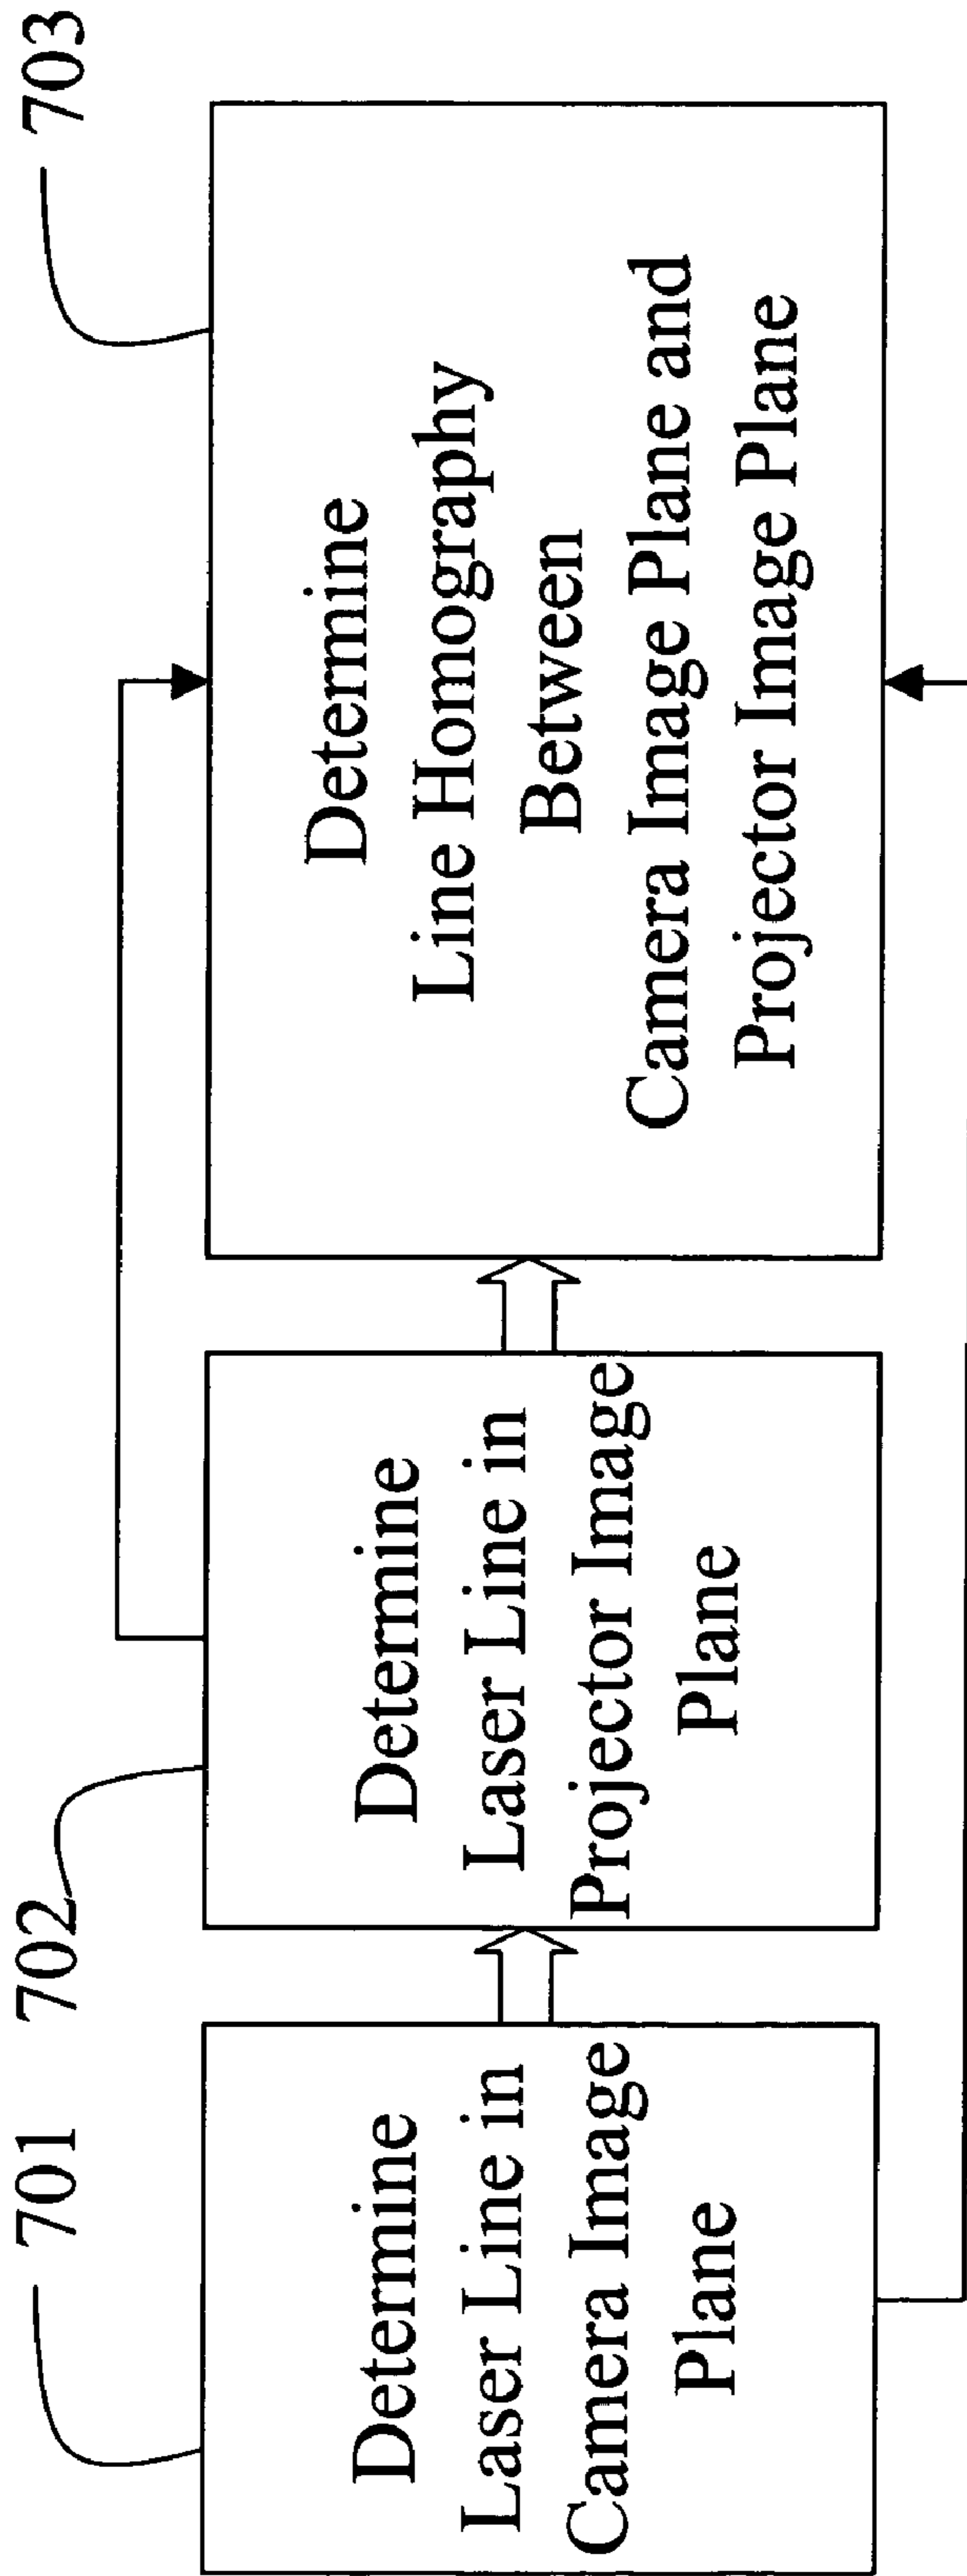 701
Determine
Laser Line in
Camera Image
Plane
702
Determine
Laser Line in
Projector Image
Plane
703
Determine
Line Homography
Between
Camera Image Plane and
Projector Image Plane